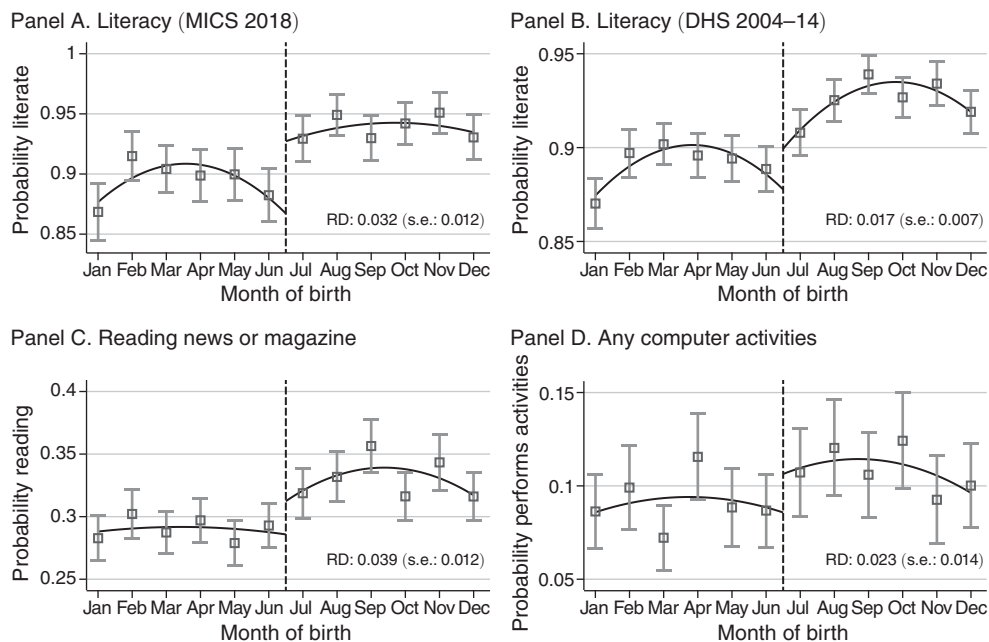 Panel A. Literacy (MICS 2018)
Probability literate
1
0.95
0.9
0.85
RD: 0.032 (s.e.: 0.012)
Jan Feb Mar Apr May Jun Jul Aug Sep Oct Nov Dec
Month of birth
Panel B. Literacy (DHS 2004–14)
Probability literate
0.95
0.9
0.85
RD: 0.017 (s.e.: 0.007)
Jan Feb Mar Apr May Jun Jul Aug Sep Oct Nov Dec
Month of birth
Panel C. Reading news or magazine
Probability reading
0.4
0.35
0.3
0.25
RD: 0.039 (s.e.: 0.012)
Jan Feb Mar Apr May Jun Jul Aug Sep Oct Nov Dec
Month of birth
Panel D. Any computer activities
Probability performs activities
0.15
0.1
0.05
RD: 0.023 (s.e.: 0.014)
Jan Feb Mar Apr May Jun Jul Aug Sep Oct Nov Dec
Month of birth